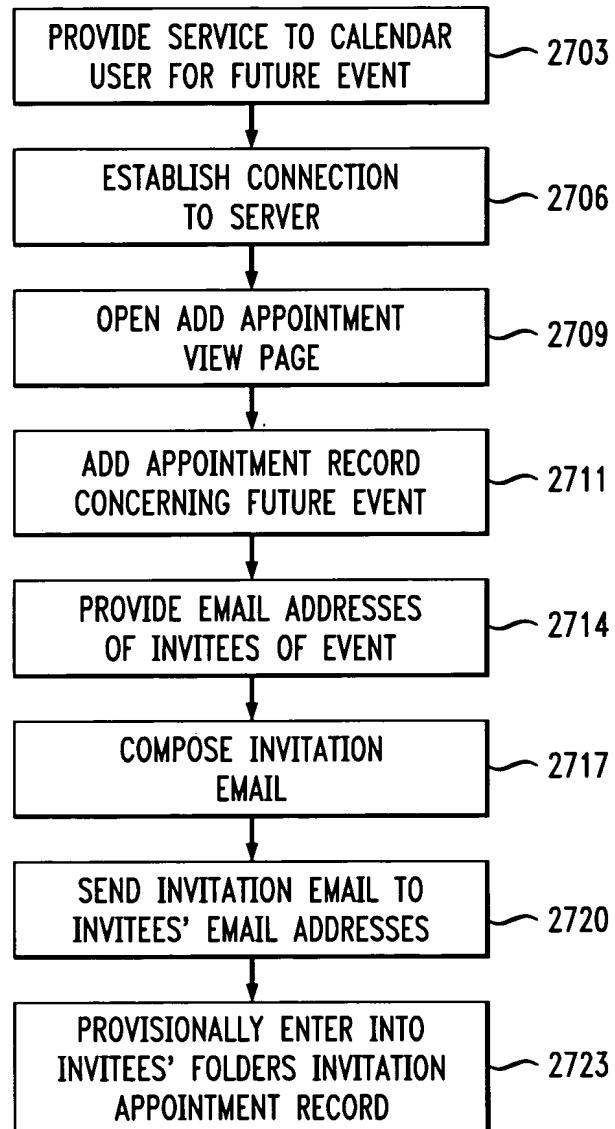 PROVIDE SERVICE TO CALENDAR
USER FOR FUTURE EVENT
2703
ESTABLISH CONNECTION
TO SERVER
2706
OPEN ADD APPOINTMENT
VIEW PAGE
2709
ADD APPOINTMENT RECORD
CONCERNING FUTURE EVENT
2711
PROVIDE EMAIL ADDRESSES
OF INVITEES OF EVENT
2714
COMPOSE INVITATION
EMAIL
2717
SEND INVITATION EMAIL TO
INVITEES' EMAIL ADDRESSES
2720
PROVISIONALLY ENTER INTO
INVITEES' FOLDERS INVITATION
APPOINTMENT RECORD
2723